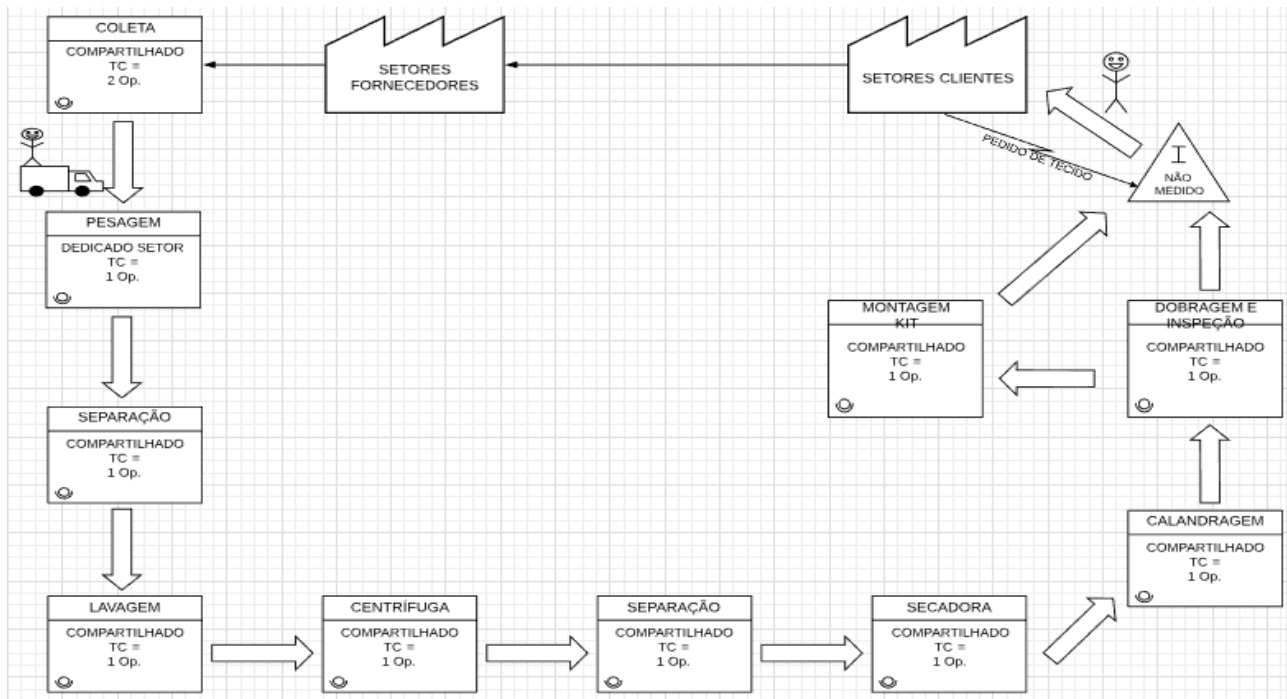 COLETA
COMPARTILHADO
TC =
2 Op.
SETORES
FORNECEDORES
SETORES CLIENTES
PEDIDO DE TECIDO
I
NÃO
MEDIDO
PESAGEM
DEDICADO SETOR
TC =
1 Op.
MONTAGEM
KIT
COMPARTILHADO
TC =
1 Op.
DOBRAGEM E
INSPEÇÃO
COMPARTILHADO
TC =
1 Op.
SEPARAÇÃO
COMPARTILHADO
TC =
1 Op.
CALANDRAGEM
COMPARTILHADO
TC =
1 Op.
LAVAGEM
COMPARTILHADO
TC =
1 Op.
CENTRÍFUGA
COMPARTILHADO
TC =
1 Op.
SEPARAÇÃO
COMPARTILHADO
TC =
1 Op.
SECADORA
COMPARTILHADO
TC =
1 Op.